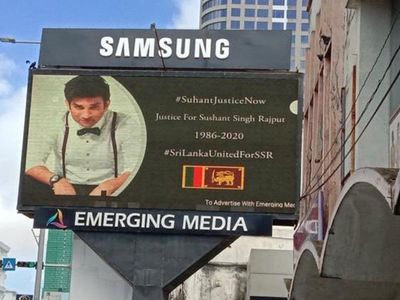 SAMSUNG
#SuhantJusticeNow
Justice For Sushant Singh Rajput
1986-2020
#SriLankaUnitedForSSR
To Advertise With Emerging Me
EMERGING MEDIA